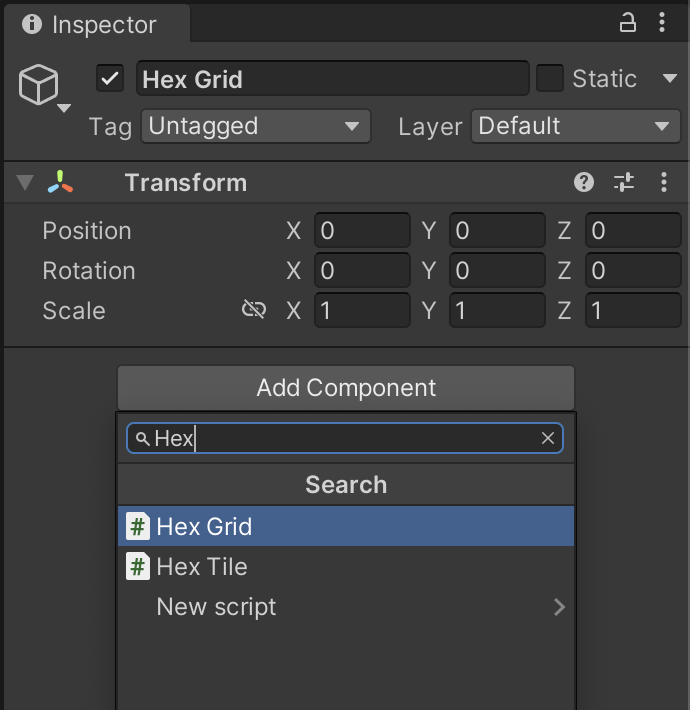 Inspector
Hex Grid Static
Tag Untagged Layer Default
Transform
Position X 0 Y 0 Z 0
Rotation X 0 Y 0 Z 0
Scale X 1 Y 1 Z 1
Add Component
Hex
Search
# Hex Grid
# Hex Tile
New script